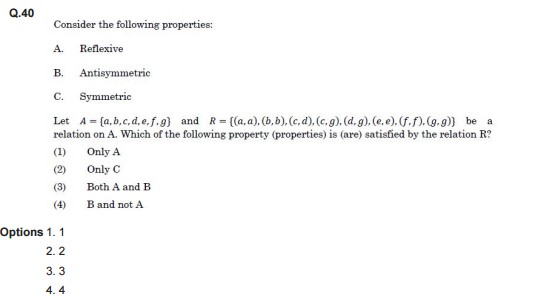 Q.40
Consider the following properties:
A. Reflexive
B. Antisymmetric
C. Symmetric
Let A = {a,b,c,d,e,f,g} and R = {(a,a),(b,b),(c,d),(c,g),(d,g),(e,e),(f,f),(g,g)} be a
relation on A. Which of the following property (properties) is (are) satisfied by the relation R?
(1) Only A
(2) Only C
(3) Both A and B
(4) B and not A
Options 1. 1
2. 2
3. 3
4. 4